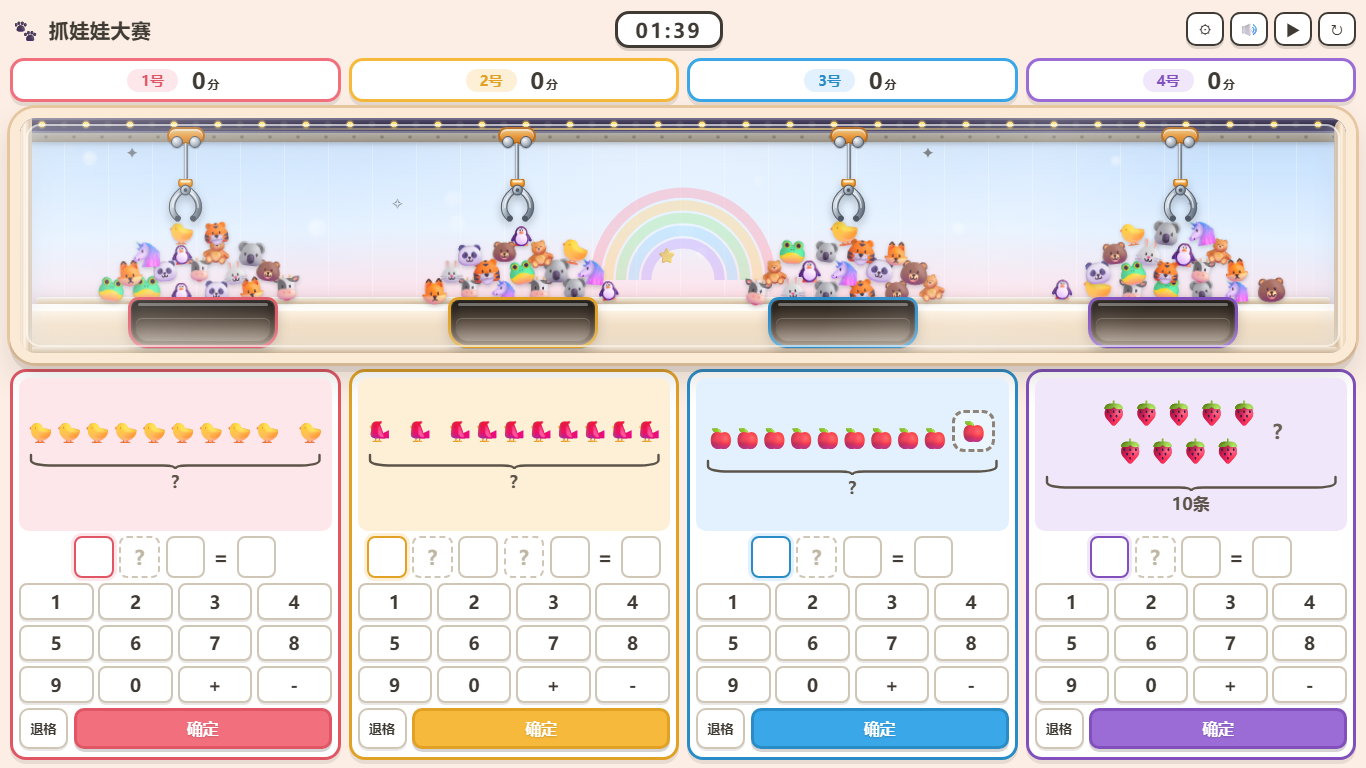 抓娃娃大赛
01:39
1号 0分
2号 0分
3号 0分
4号 0分
?
?
?
?
10条
? =
? ? =
? =
? =
1 2 3 4
5 6 7 8
9 0 + -
退格 确定
1 2 3 4
5 6 7 8
9 0 + -
退格 确定
1 2 3 4
5 6 7 8
9 0 + -
退格 确定
1 2 3 4
5 6 7 8
9 0 + -
退格 确定